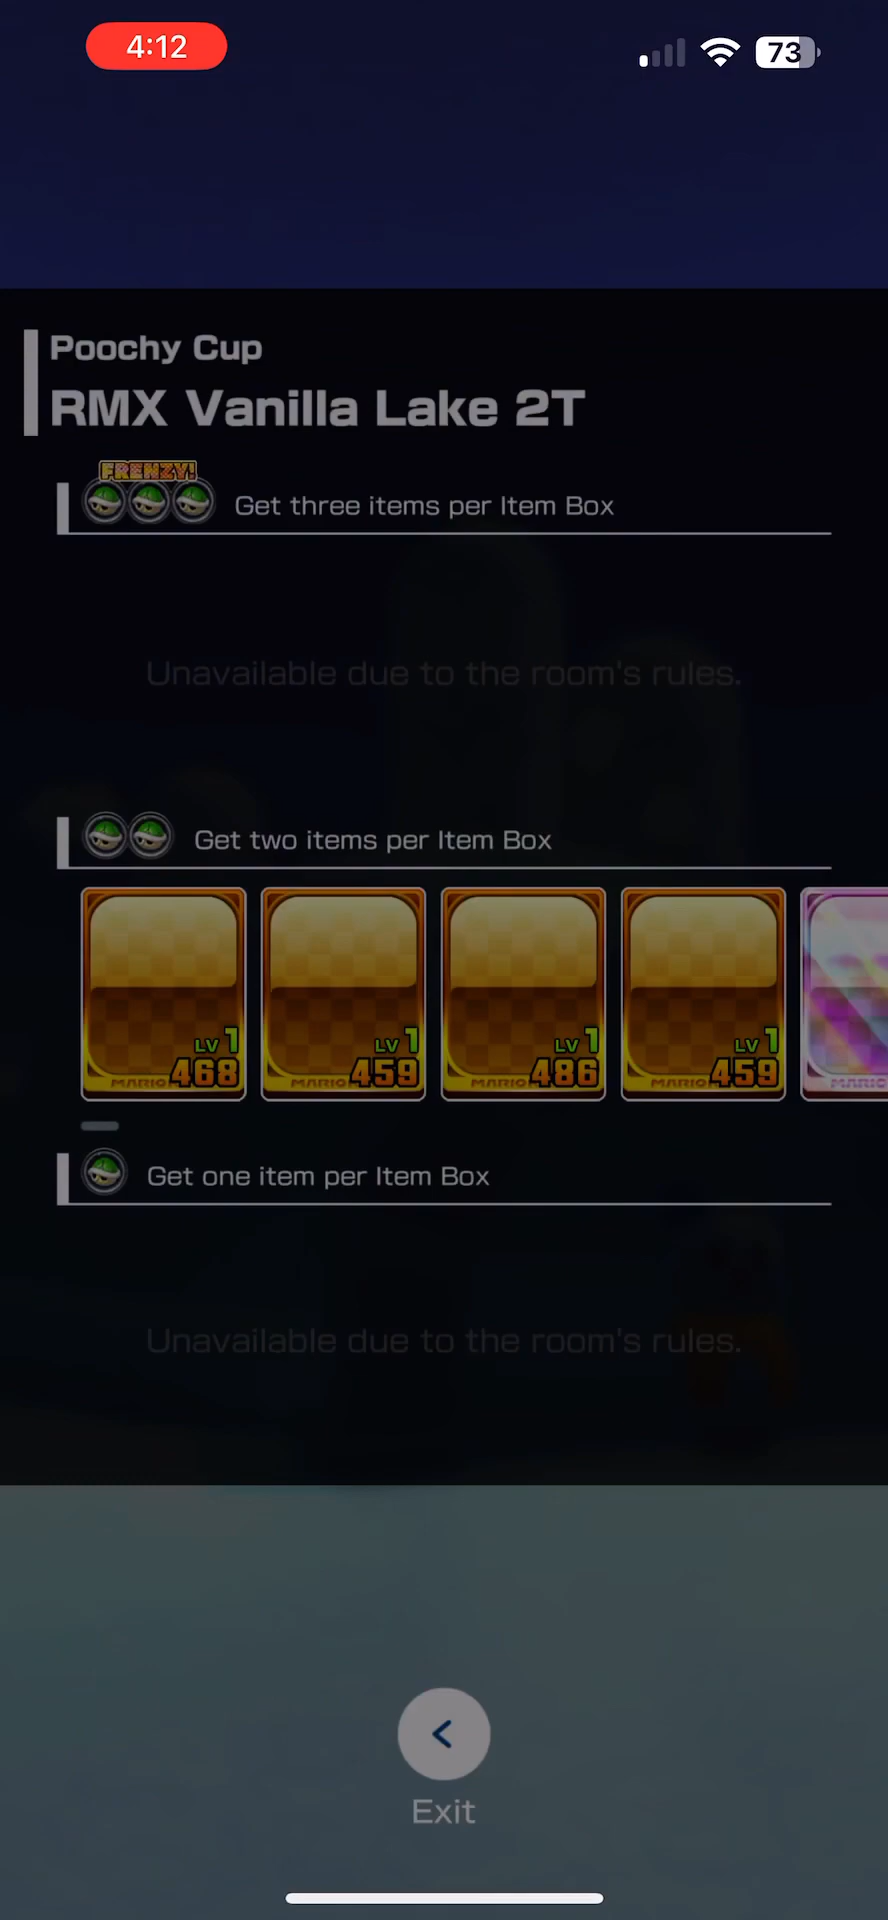 4:12
73
Poochy Cup
RMX Vanilla Lake 2T
FRENZY!
Get three items per Item Box
Unavailable due to the room's rules.
Get two items per Item Box
LV 1 LV 1 LV 1 LV 1
468 459 486 459
MARIO MARIO MARIO MARIO MARIO
Get one item per Item Box
Unavailable due to the room's rules.
<
Exit